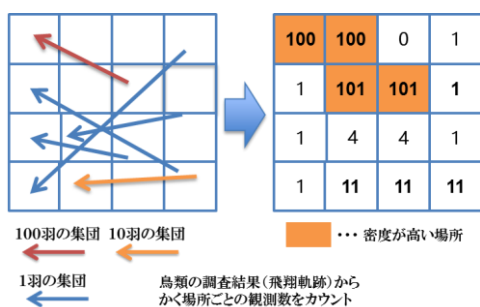 100 100 0 1
1 101 101 1
1 4 4 1
1 11 11 11
100羽の集団 10羽の集団
・・・ 密度が高い場所
1羽の集団
鳥類の調査結果(飛翔軌跡)から
かく場所ごとの観測数をカウント